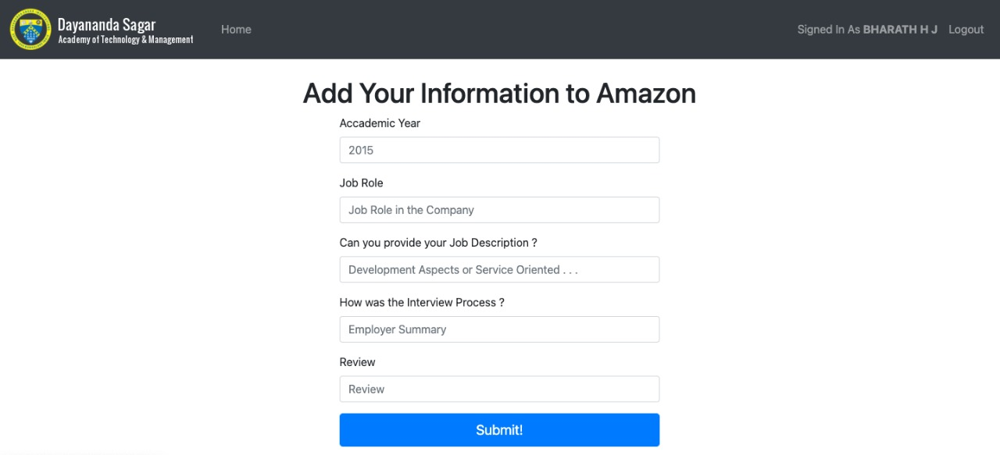 Dayananda Sagar
Academy of Technology & Management
Home
Signed In As BHARATH H J
Logout
Add Your Information to Amazon
Accademic Year
2015
Job Role
Job Role in the Company
Can you provide your Job Description ?
Development Aspects or Service Oriented . . .
How was the Interview Process ?
Employer Summary
Review
Review
Submit!